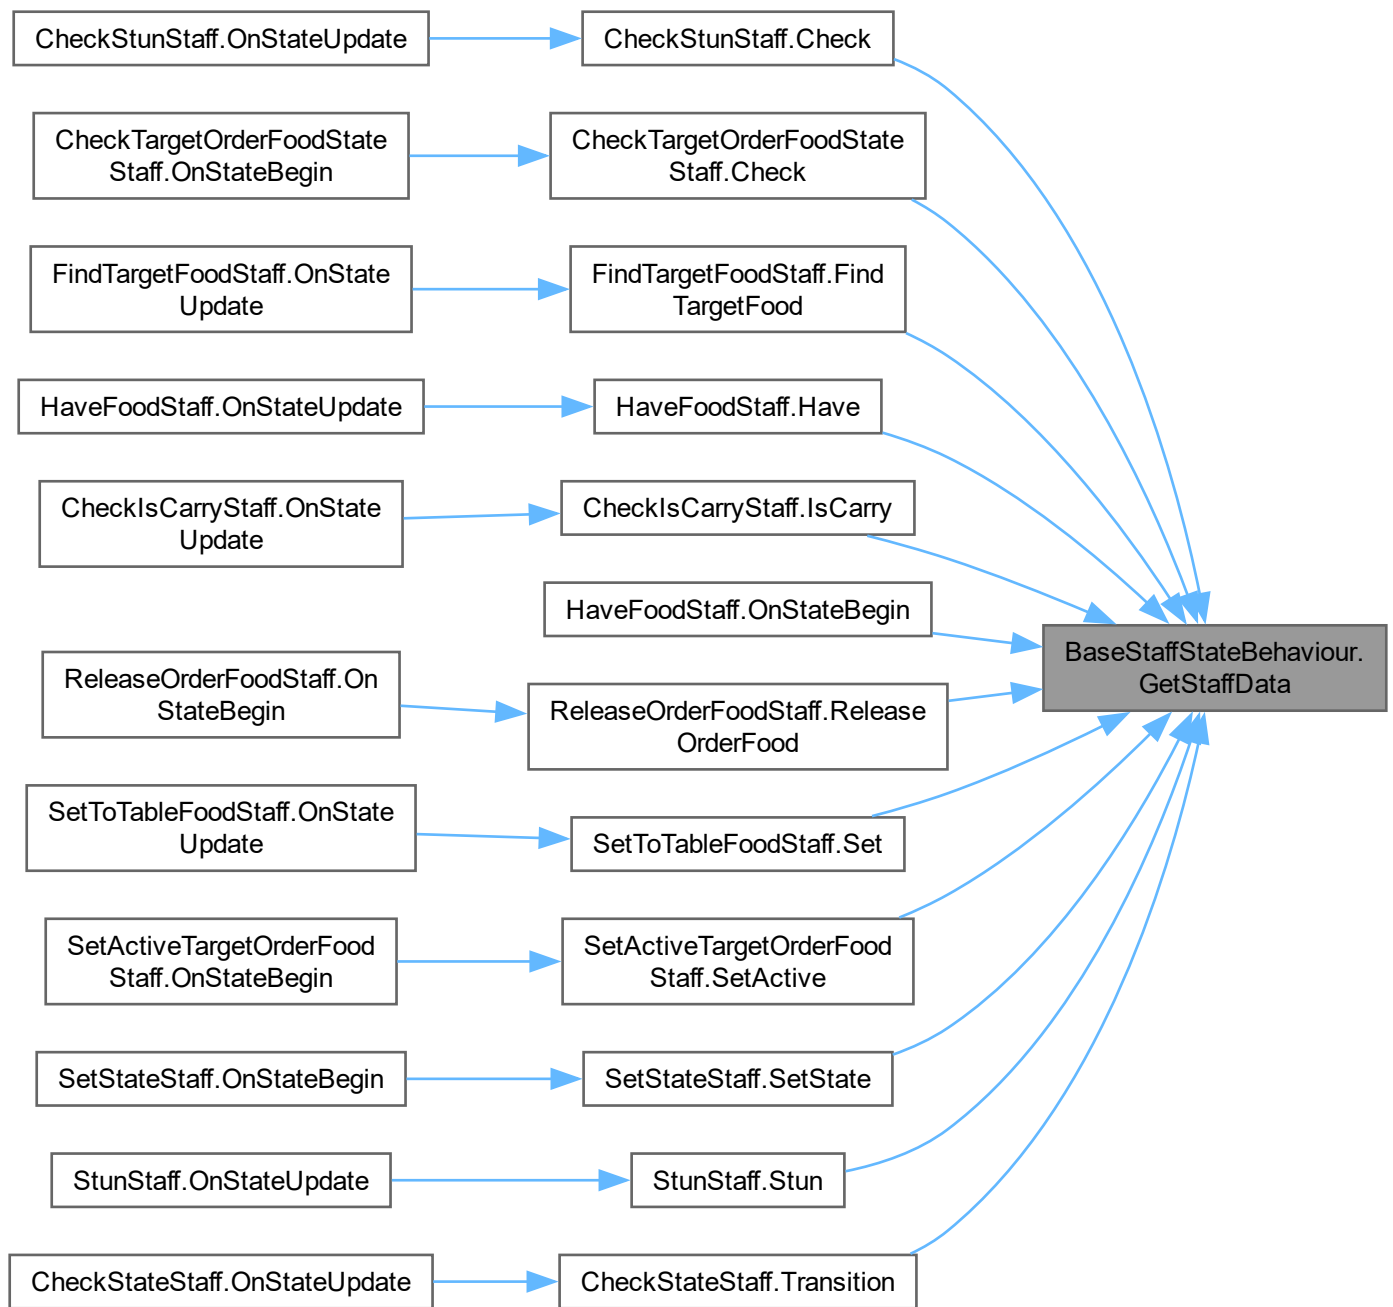 CheckStunStaff.OnStateUpdate
CheckStunStaff.Check
CheckTargetOrderFoodState
Staff.OnStateBegin
CheckTargetOrderFoodState
Staff.Check
FindTargetFoodStaff.OnState
Update
FindTargetFoodStaff.Find
TargetFood
HaveFoodStaff.OnStateUpdate
HaveFoodStaff.Have
CheckIsCarryStaff.OnState
Update
CheckIsCarryStaff.IsCarry
HaveFoodStaff.OnStateBegin
BaseStaffStateBehaviour.
GetStaffData
ReleaseOrderFoodStaff.On
StateBegin
ReleaseOrderFoodStaff.Release
OrderFood
SetToTableFoodStaff.OnState
Update
SetToTableFoodStaff.Set
SetActiveTargetOrderFood
Staff.OnStateBegin
SetActiveTargetOrderFood
Staff.SetActive
SetStateStaff.OnStateBegin
SetStateStaff.SetState
StunStaff.OnStateUpdate
StunStaff.Stun
CheckStateStaff.OnStateUpdate
CheckStateStaff.Transition